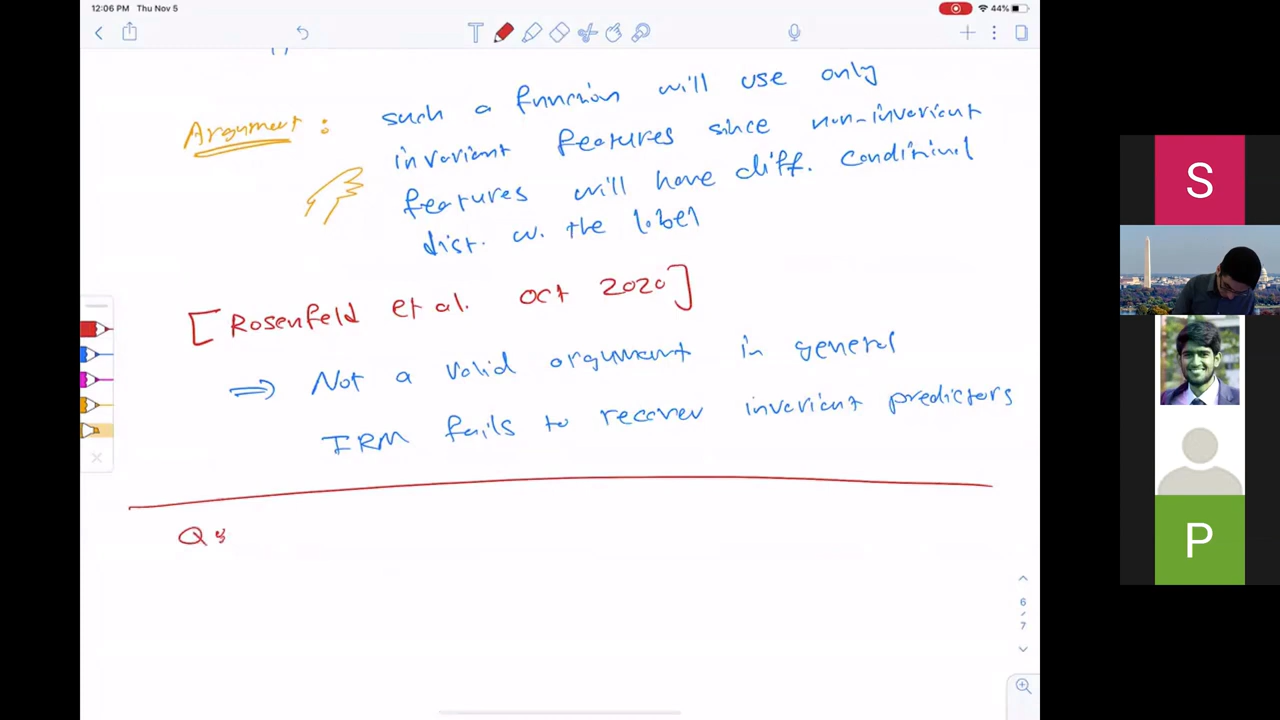 12:06 PM Thu Nov 5
44%
T
Argument : such a function will use only
invariant features since non-invariant
features will have diff. conditional
dist. w. the label
[Rosenfeld et al. Oct 2020]
⇒ Not a valid argument in general
IRM fails to recover invariant predictors
Q:
6
/
7
S
P